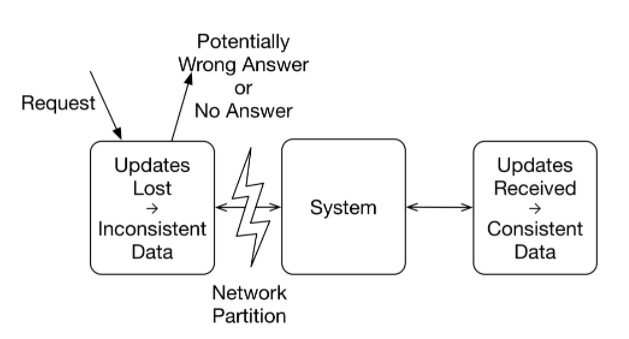 Potentially
Wrong Answer
or
No Answer
Request
Updates
Lost
→
Inconsistent
Data
Network
Partition
System
Updates
Received
→
Consistent
Data